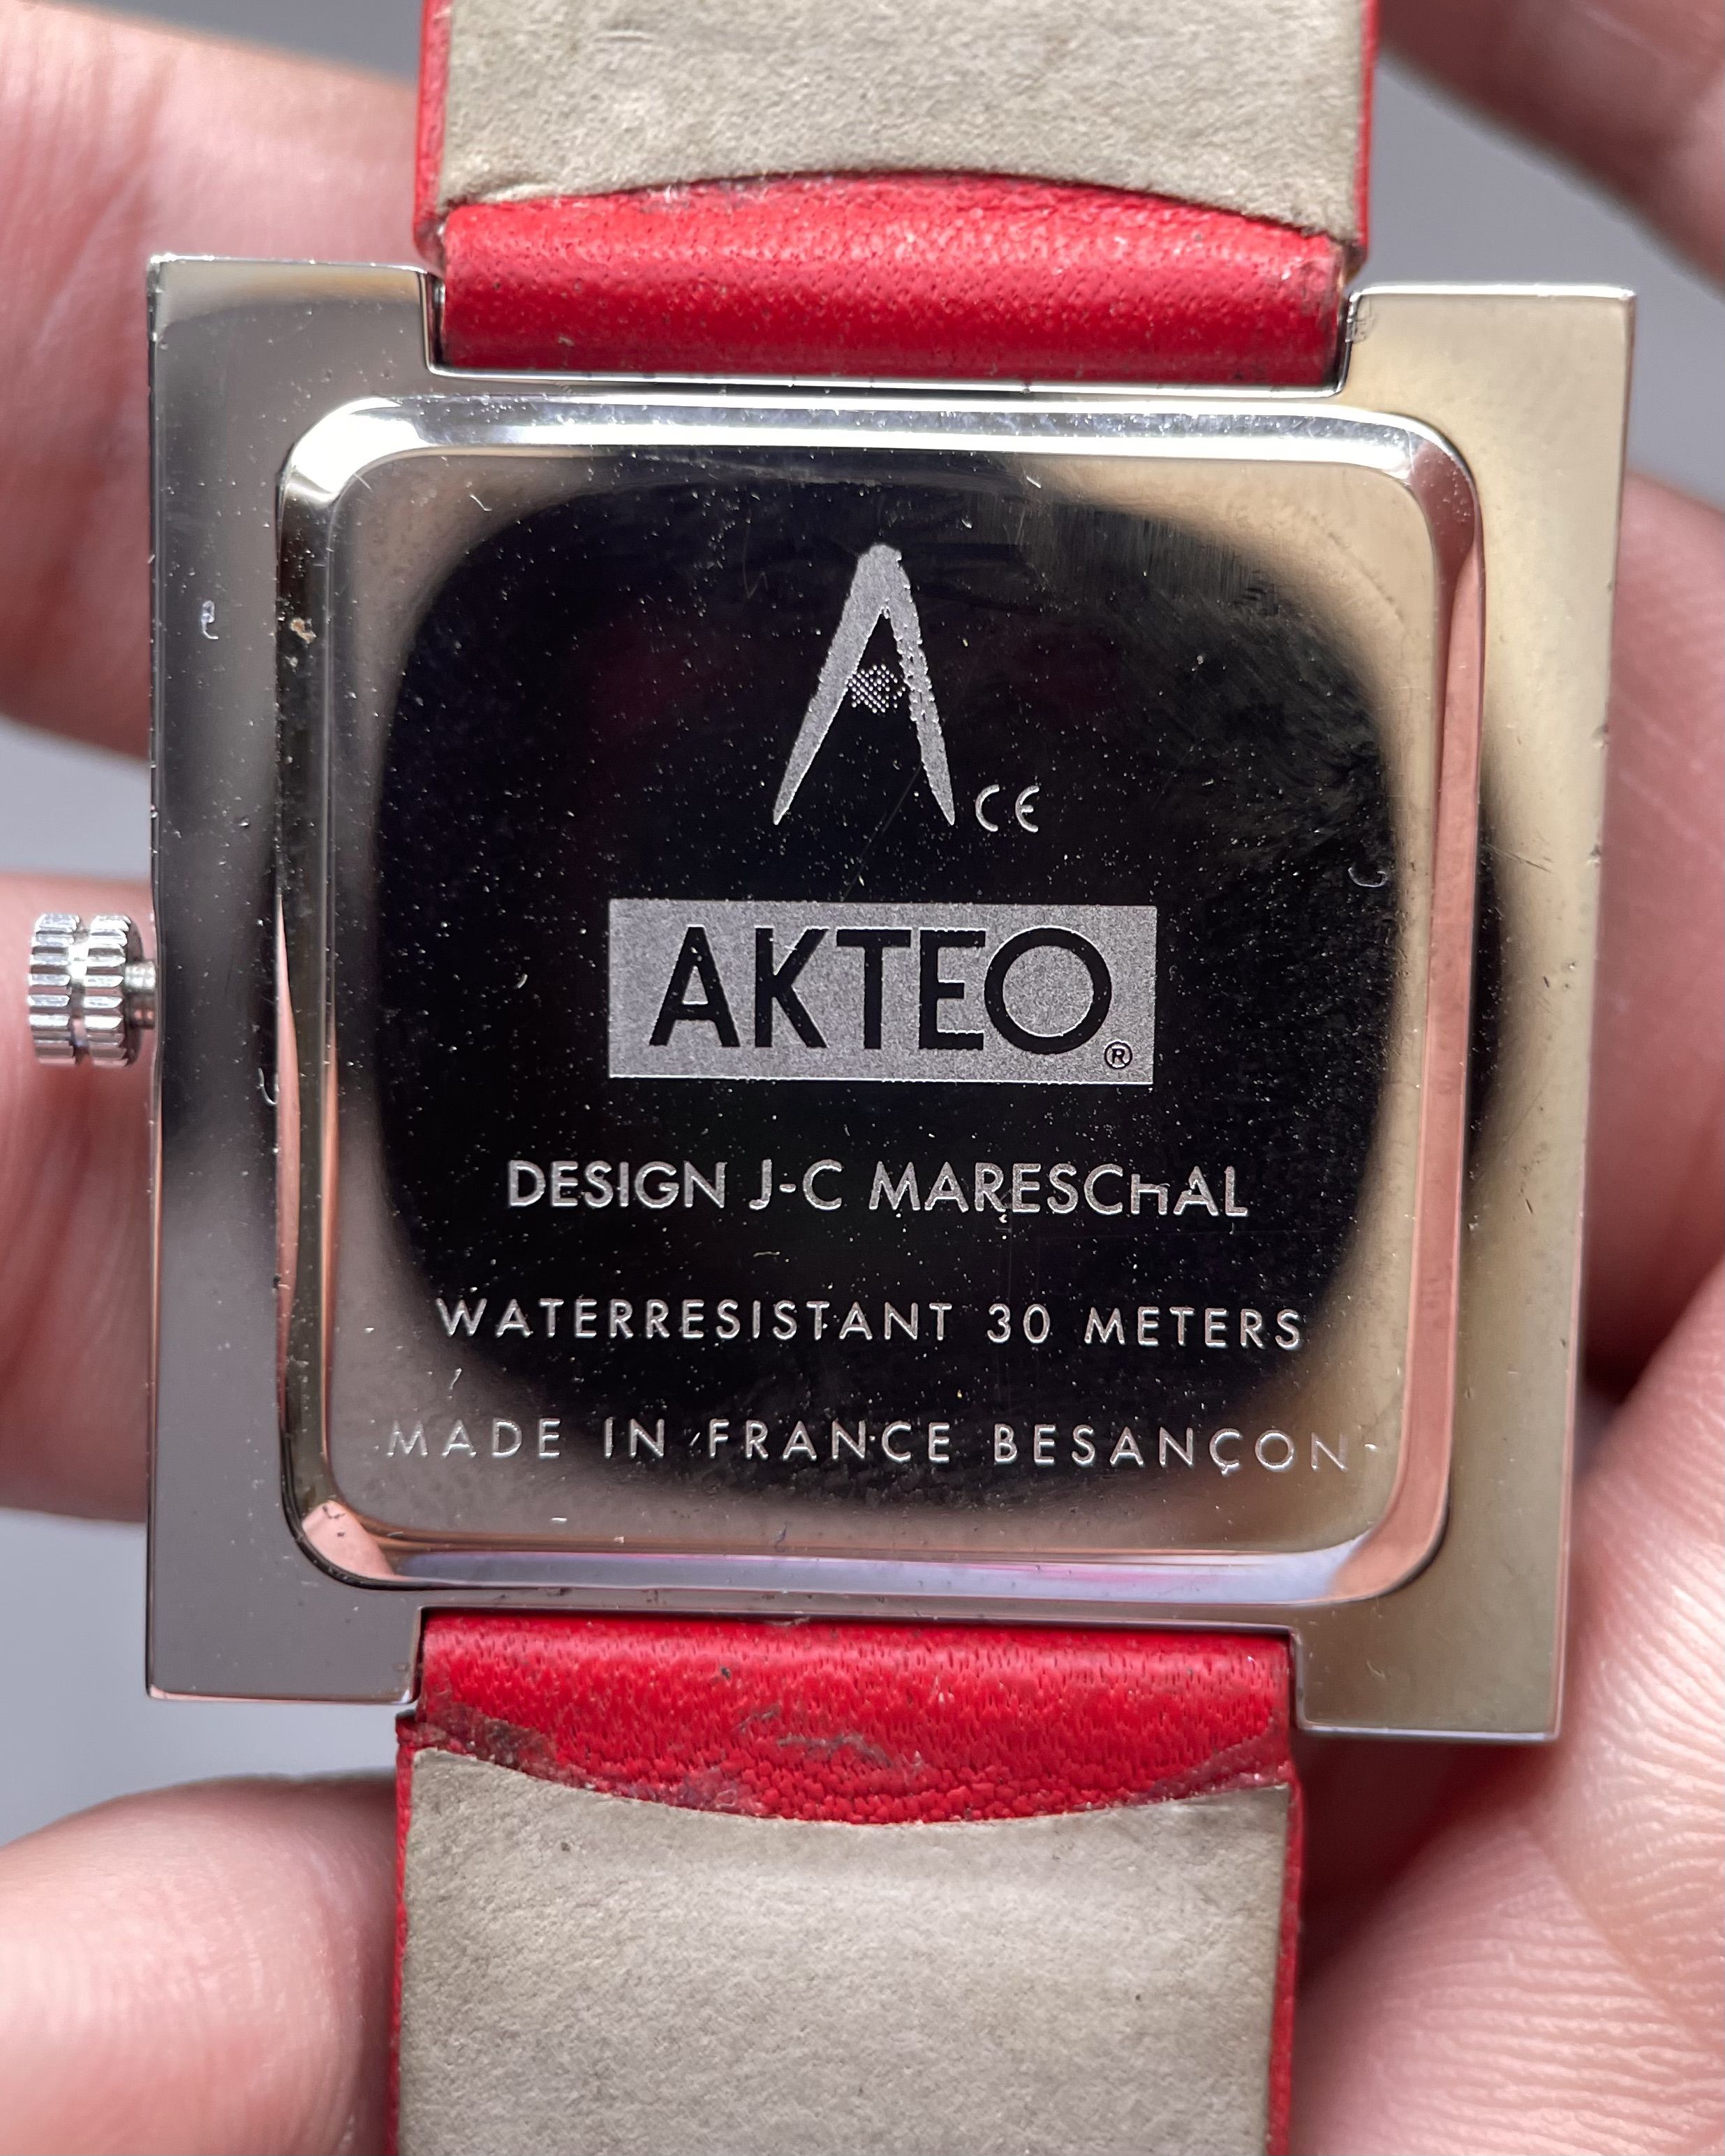 A CE
AKTEO®
DESIGN J-C MARESCHAL
WATERRESISTANT 30 METERS
MADE IN FRANCE BESANÇON